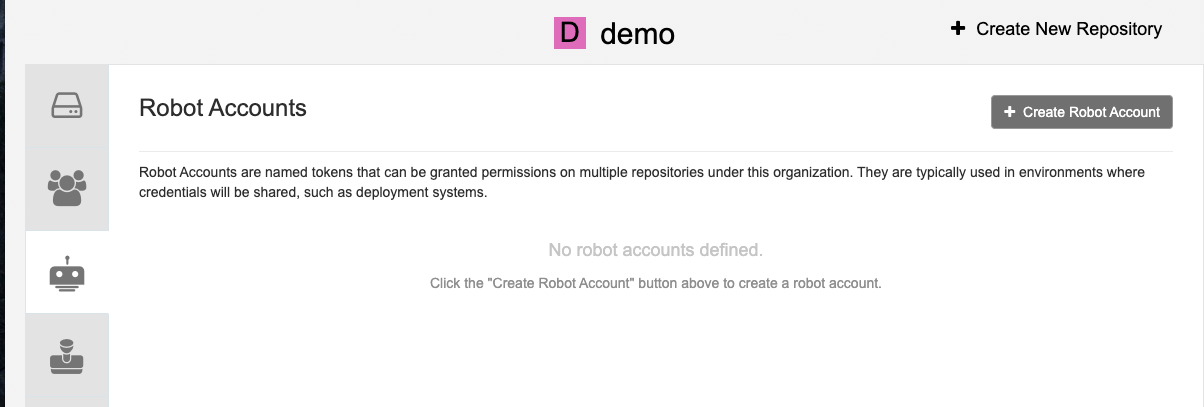 D demo
+ Create New Repository
Robot Accounts
+ Create Robot Account
Robot Accounts are named tokens that can be granted permissions on multiple repositories under this organization. They are typically used in environments where
credentials will be shared, such as deployment systems.
No robot accounts defined.
Click the "Create Robot Account" button above to create a robot account.